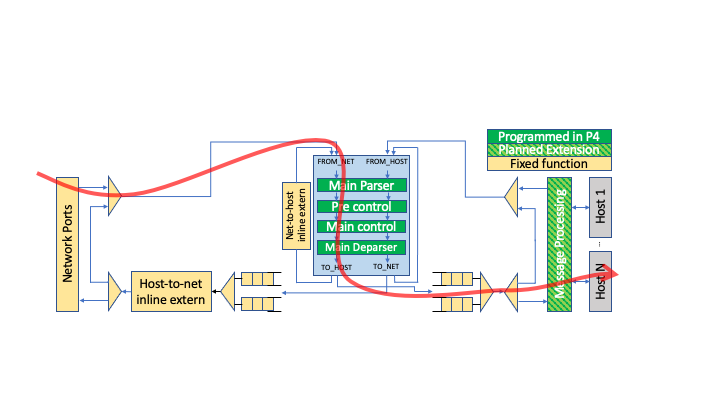 Programmed in P4
Planned Extension
Fixed function
FROM_NET
FROM_HOST
Main Parser
Pre control
Main control
Main Deparser
TO_HOST
TO_NET
Net-to-host
inline extern
Network Ports
Host-to-net
inline extern
Message Processing
Host 1
...
Host N